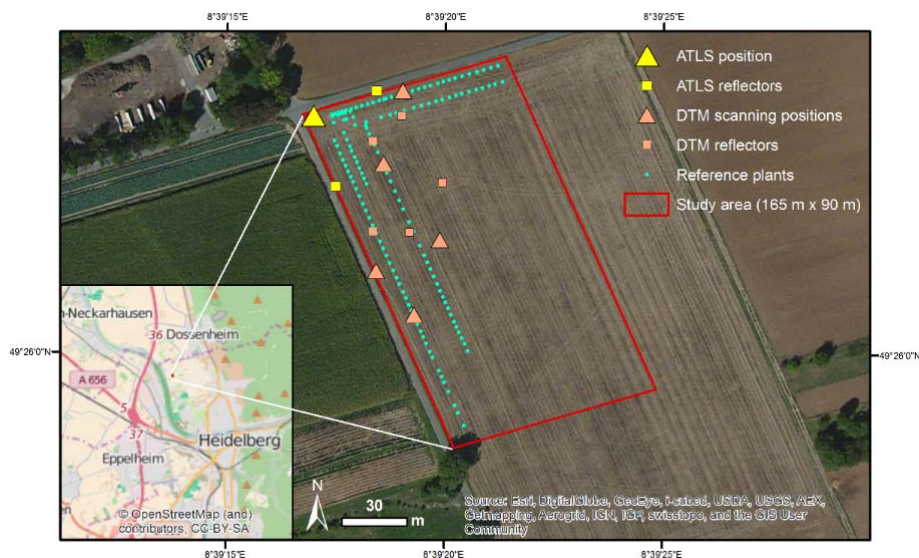 8°39'15"E
8°39'20"E
8°39'25"E
ATLS position
ATLS reflectors
DTM scanning positions
DTM reflectors
Reference plants
Study area (165 m x 90 m)
49°26'0"N
49°26'0"N
n-Neckarhausen
36
Dossenheim
A 656
5
37
Heidelberg
Eppelheim
© OpenStreetMap (and)
contributors, CC-BY-SA
N
30
m
Source: Esri, DigitalGlobe, GeoEye, i-cubed, USDA, USGS, AEX,
Getmapping, Aerogrid, IGN, IGP, swisstopo, and the GIS User
Community
8°39'15"E
8°39'20"E
8°39'25"E